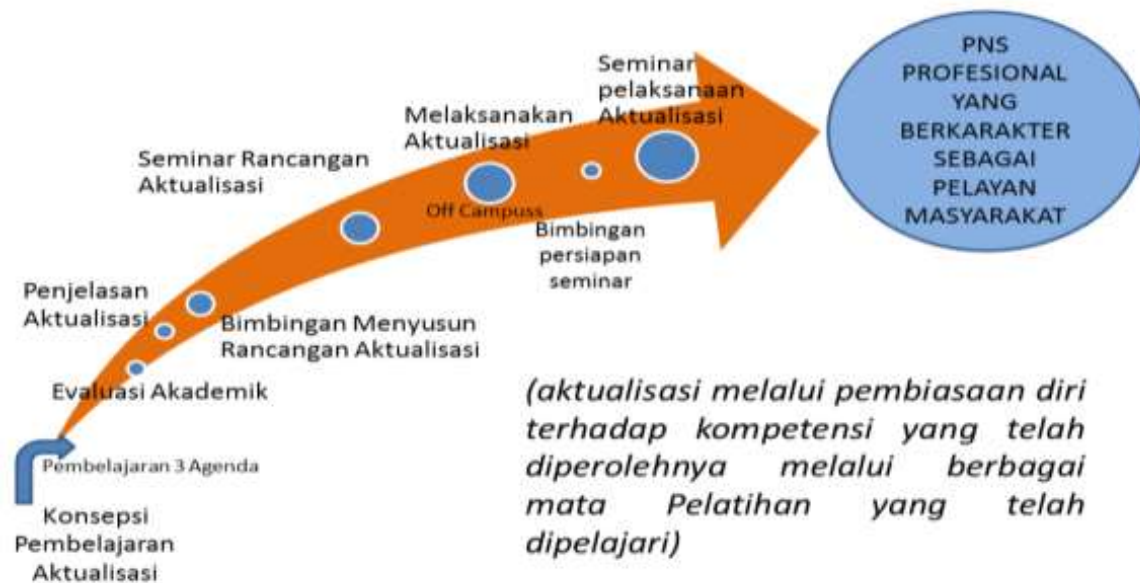 Konsepsi
Pembelajaran
Aktualisasi
Pembelajaran 3 Agenda
Evaluasi Akademik
Penjelasan
Aktualisasi
Bimbingan Menyusun
Rancangan Aktualisasi
Seminar Rancangan
Aktualisasi
Melaksanakan
Aktualisasi
Off Campuss
Bimbingan
persiapan
seminar
Seminar
pelaksanaan
Aktualisasi
PNS
PROFESIONAL
YANG
BERKARAKTER
SEBAGAI
PELAYAN
MASYARAKAT
(aktualisasi melalui pembiasaan diri
terhadap kompetensi yang telah
diperolehnya melalui berbagai
mata Pelatihan yang telah
dipelajari)